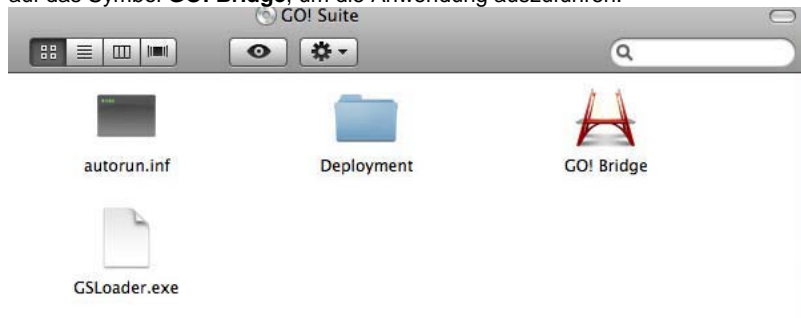 auf das Symbol GO! Bridge, um die Anwendung auszuführen.
GO! Suite
autorun.inf
Deployment
GO! Bridge
GSLoader.exe